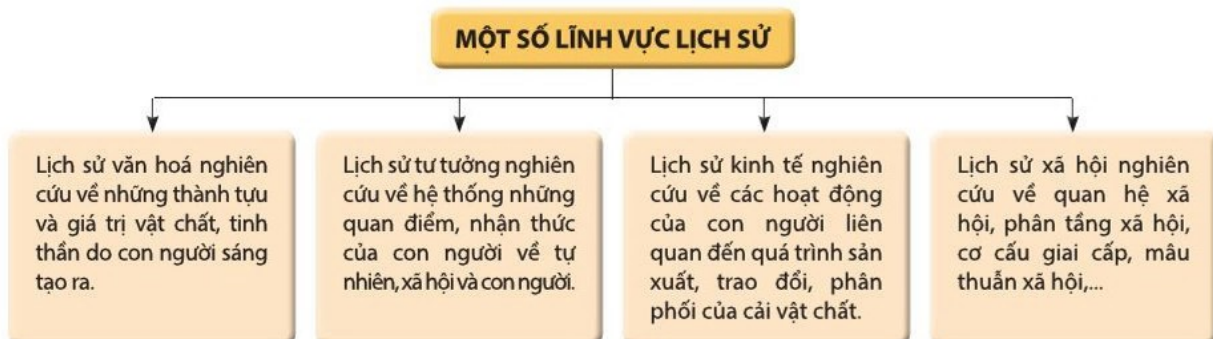 MỘT SỐ LĨNH VỰC LỊCH SỬ
Lịch sử văn hoá nghiên
cứu về những thành tựu
và giá trị vật chất, tinh
thần do con người sáng
tạo ra.
Lịch sử tư tưởng nghiên
cứu về hệ thống những
quan điểm, nhận thức
của con người về tự
nhiên, xã hội và con người.
Lịch sử kinh tế nghiên
cứu về các hoạt động
của con người liên
quan đến quá trình sản
xuất, trao đổi, phân
phối của cải vật chất.
Lịch sử xã hội nghiên
cứu về quan hệ xã
hội, phân tầng xã hội,
cơ cấu giai cấp, mâu
thuẫn xã hội,...